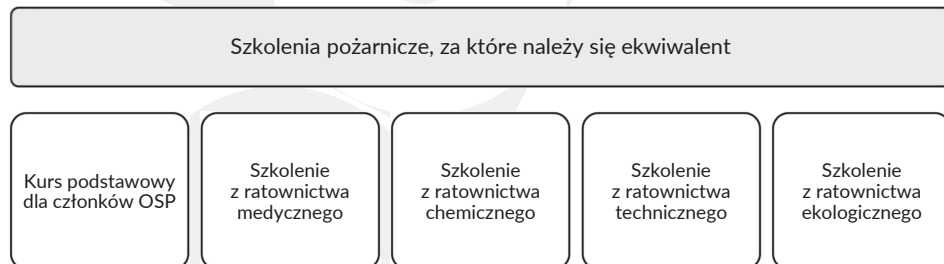 Szkolenia pożarnicze, za które należy się ekwiwalent
Kurs podstawowy
dla członków OSP
Szkolenie
z ratownictwa
medycznego
Szkolenie
z ratownictwa
chemicznego
Szkolenie
z ratownictwa
technicznego
Szkolenie
z ratownictwa
ekologicznego